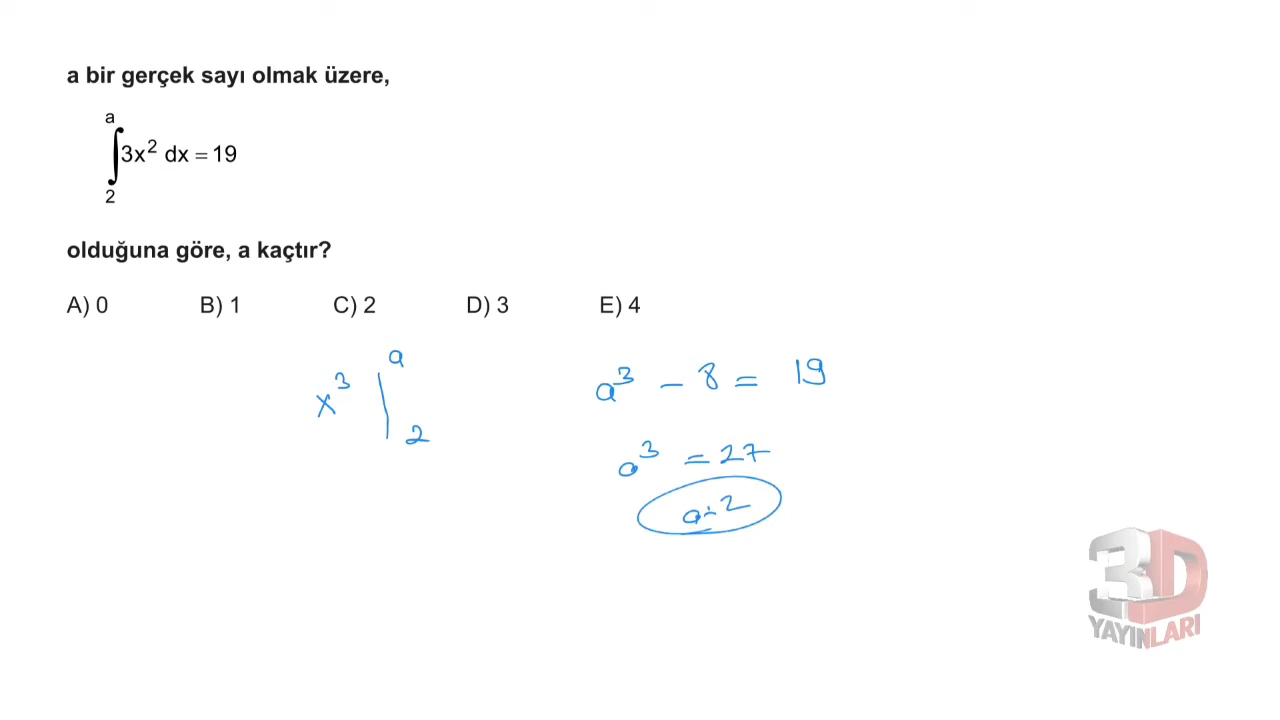 a bir gerçek sayı olmak üzere,
a
∫3x² dx = 19
2
olduğuna göre, a kaçtır?
A) 0 B) 1 C) 2 D) 3 E) 4
x³ | a
2
a³ - 8 = 19
a³ = 27
a = 2
3D
YAYINLARI